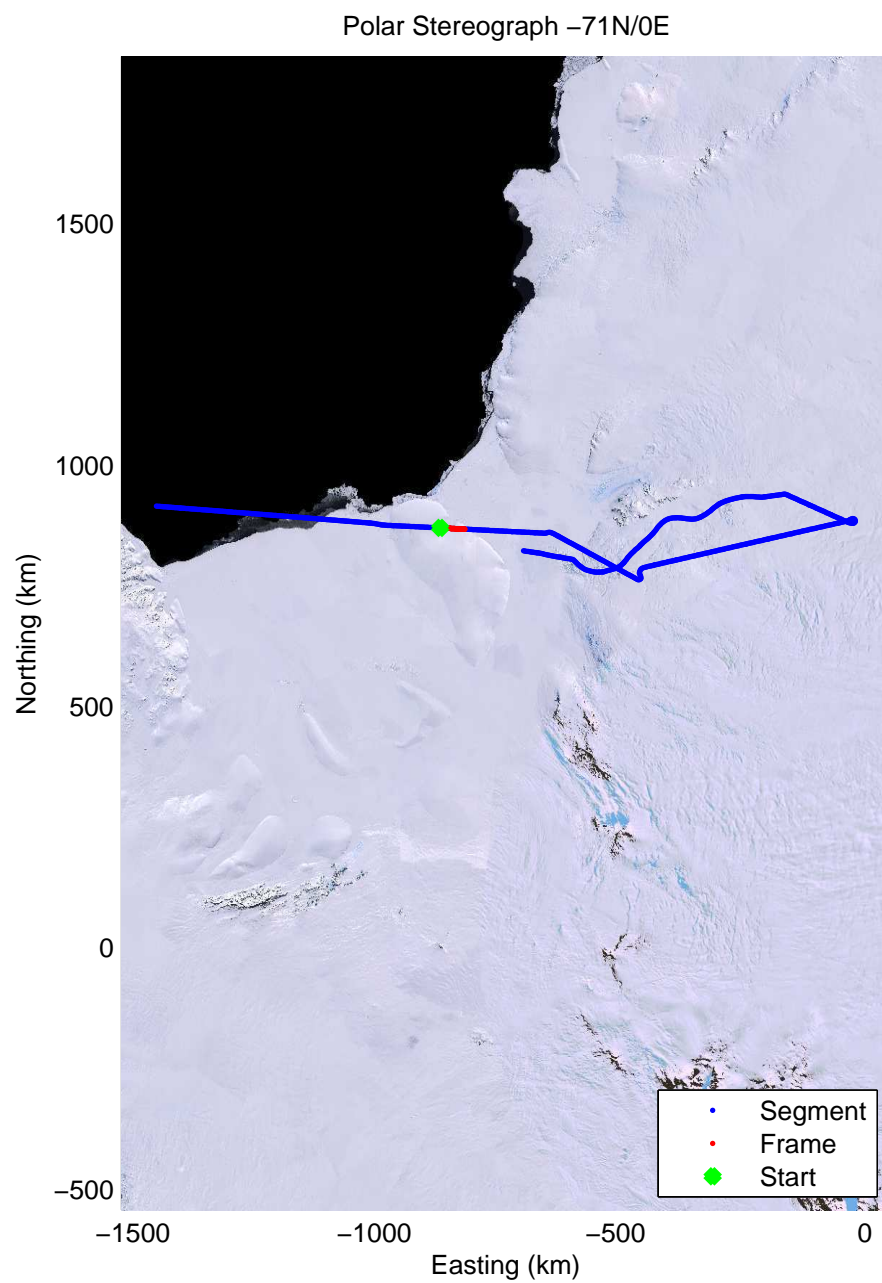 Polar Stereograph −71N/0E
1500
1000
500
0
−500
Northing (km)
−1500
−1000
−500
0
Easting (km)
Segment
Frame
Start